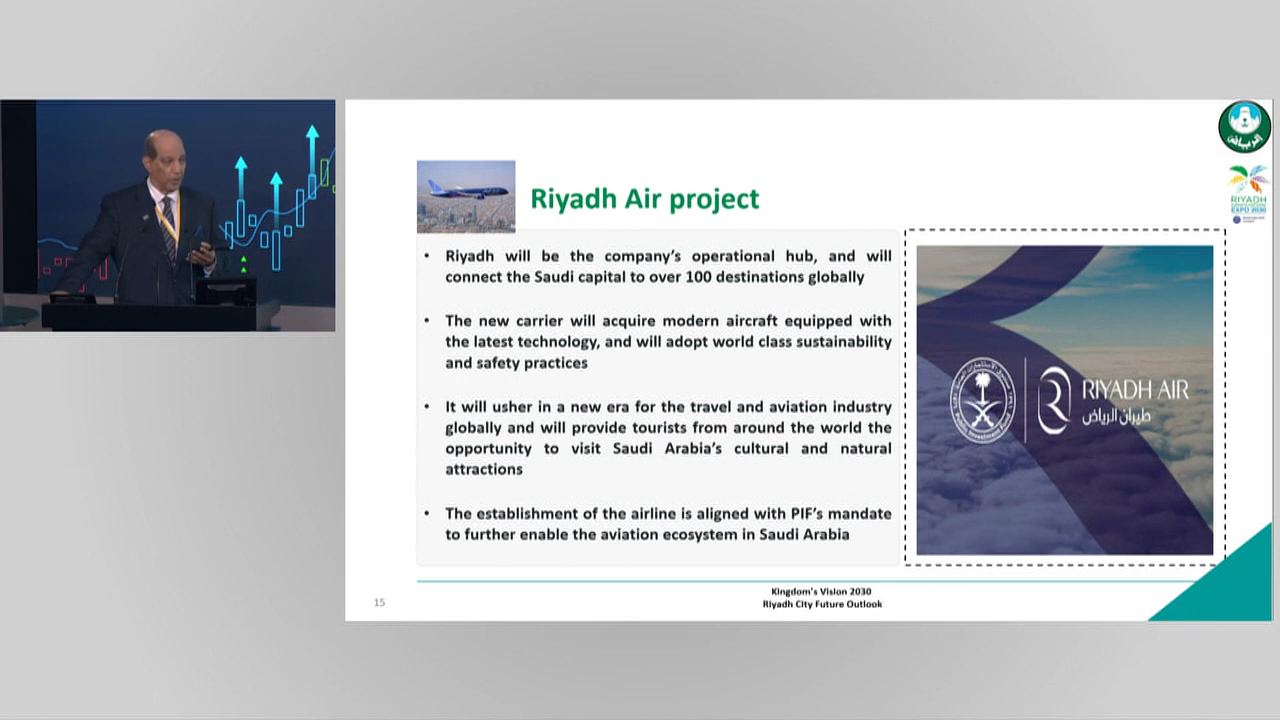 الرياض
RIYADH
EXPO 2030
Riyadh Air project
• Riyadh will be the company's operational hub, and will
connect the Saudi capital to over 100 destinations globally
• The new carrier will acquire modern aircraft equipped with
the latest technology, and will adopt world class sustainability
and safety practices
• It will usher in a new era for the travel and aviation industry
globally and will provide tourists from around the world the
opportunity to visit Saudi Arabia's cultural and natural
attractions
• The establishment of the airline is aligned with PIF's mandate
to further enable the aviation ecosystem in Saudi Arabia
Public Investment Fund
RIYADH AIR
طيران الرياض
15
Kingdom's Vision 2030
Riyadh City Future Outlook